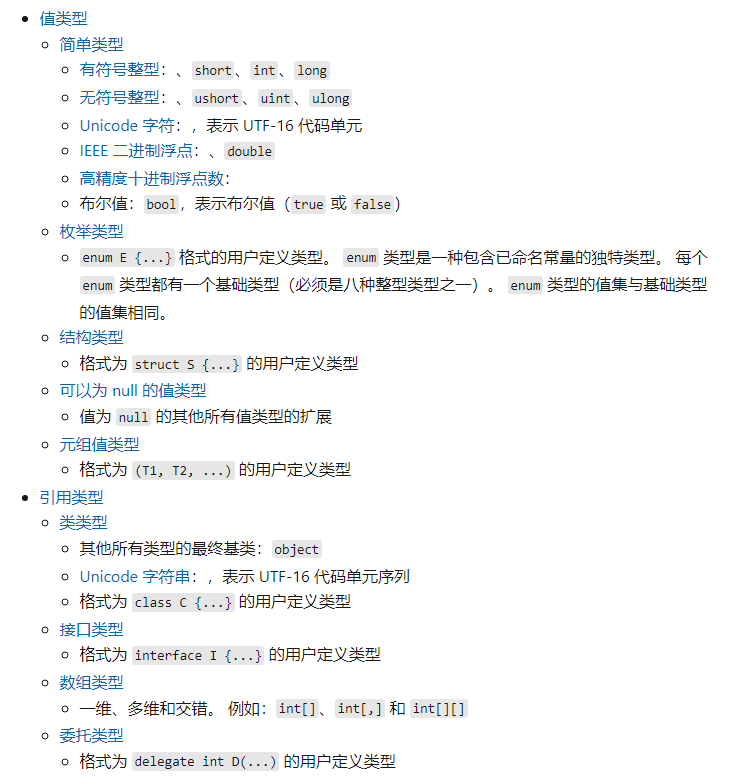 值类型
简单类型
有符号整型：、short、int、long
无符号整型：、ushort、uint、ulong
Unicode 字符：，表示 UTF-16 代码单元
IEEE 二进制浮点：、double
高精度十进制浮点数：
布尔值：bool，表示布尔值（true 或 false）
枚举类型
enum E {...} 格式的用户定义类型。 enum 类型是一种包含已命名常量的独特类型。 每个
enum 类型都有一个基础类型（必须是八种整型类型之一）。 enum 类型的值集与基础类型
的值集相同。
结构类型
格式为 struct S {...} 的用户定义类型
可以为 null 的值类型
值为 null 的其他所有值类型的扩展
元组值类型
格式为 (T1, T2, ...) 的用户定义类型
引用类型
类类型
其他所有类型的最终基类：object
Unicode 字符串：，表示 UTF-16 代码单元序列
格式为 class C {...} 的用户定义类型
接口类型
格式为 interface I {...} 的用户定义类型
数组类型
一维、多维和交错。 例如：int[]、int[,] 和 int[][]
委托类型
格式为 delegate int D(...) 的用户定义类型